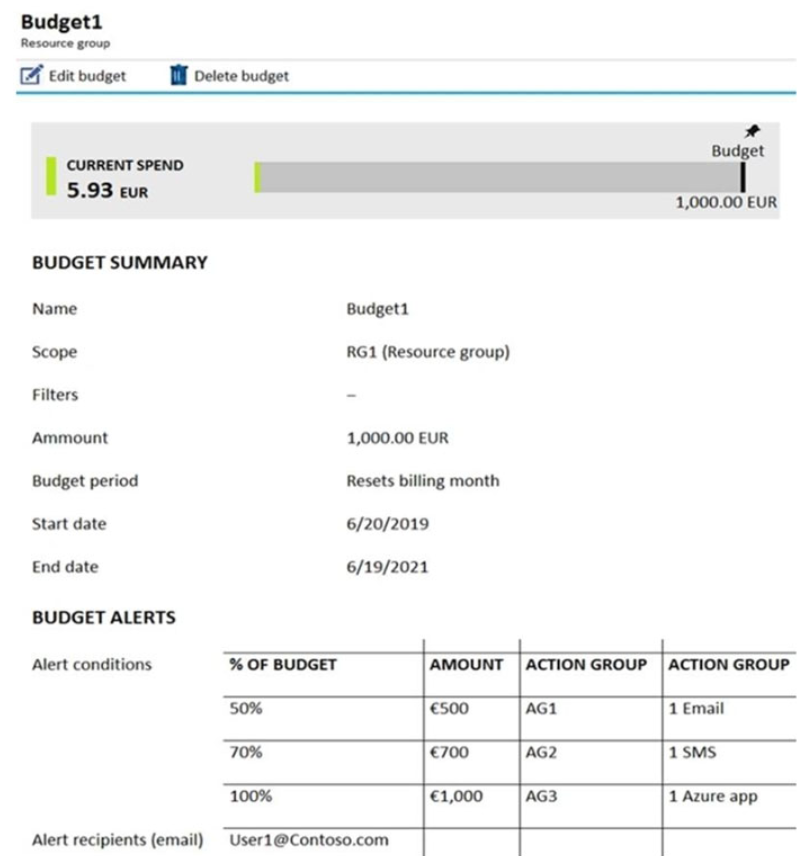 Budget1
Resource group
Edit budget Delete budget
Budget
CURRENT SPEND
5.93 EUR
1,000.00 EUR
BUDGET SUMMARY
Name Budget1
Scope RG1 (Resource group)
Filters –
Ammount 1,000.00 EUR
Budget period Resets billing month
Start date 6/20/2019
End date 6/19/2021
BUDGET ALERTS
Alert conditions % OF BUDGET AMOUNT ACTION GROUP ACTION GROUP
50% €500 AG1 1 Email
70% €700 AG2 1 SMS
100% €1,000 AG3 1 Azure app
Alert recipients (email) User1@Contoso.com